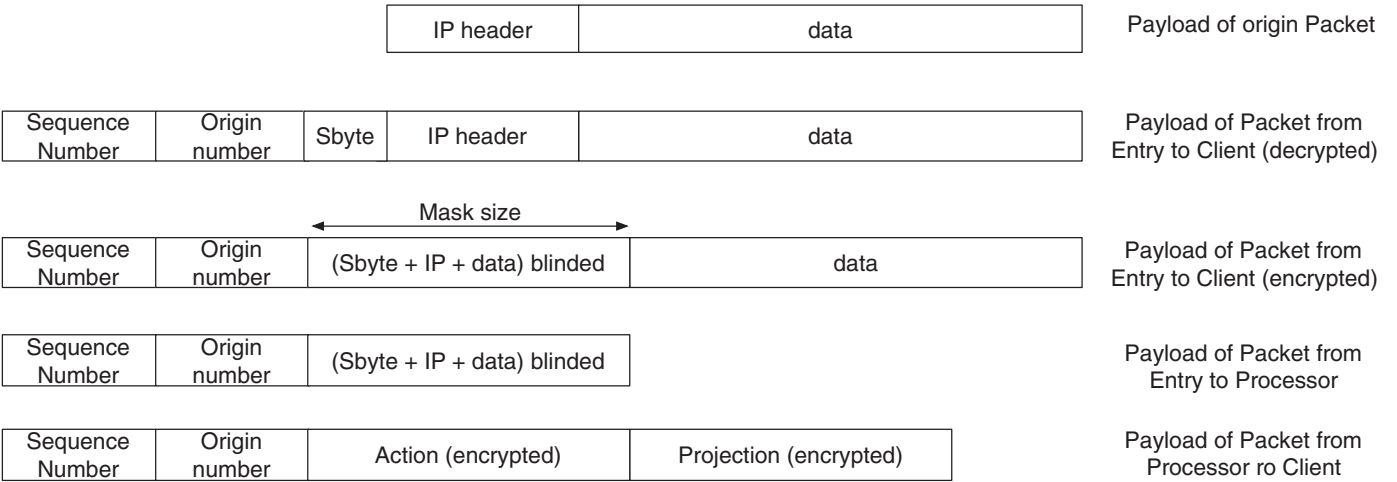 IP header data Payload of origin Packet
Sequence Number Origin number Sbyte IP header data Payload of Packet from Entry to Client (decrypted)
Mask size
Sequence Number Origin number (Sbyte + IP + data) blinded data Payload of Packet from Entry to Client (encrypted)
Sequence Number Origin number (Sbyte + IP + data) blinded Payload of Packet from Entry to Processor
Sequence Number Origin number Action (encrypted) Projection (encrypted) Payload of Packet from Processor ro Client